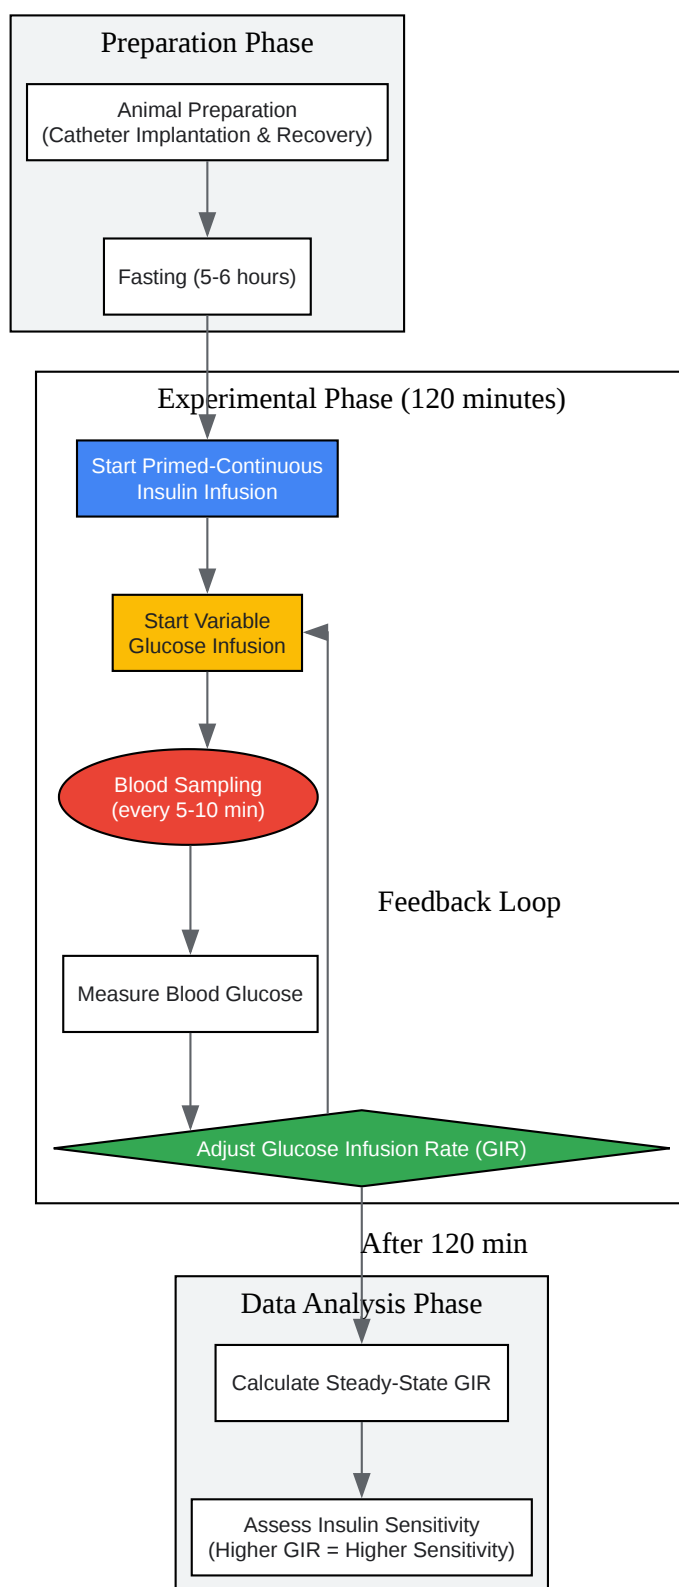 Preparation Phase
Animal Preparation
(Catheter Implantation & Recovery)
Fasting (5-6 hours)
Experimental Phase (120 minutes)
Start Primed-Continuous
Insulin Infusion
Start Variable
Glucose Infusion
Blood Sampling
(every 5-10 min)
Feedback Loop
Measure Blood Glucose
Adjust Glucose Infusion Rate (GIR)
After 120 min
Data Analysis Phase
Calculate Steady-State GIR
Assess Insulin Sensitivity
(Higher GIR = Higher Sensitivity)